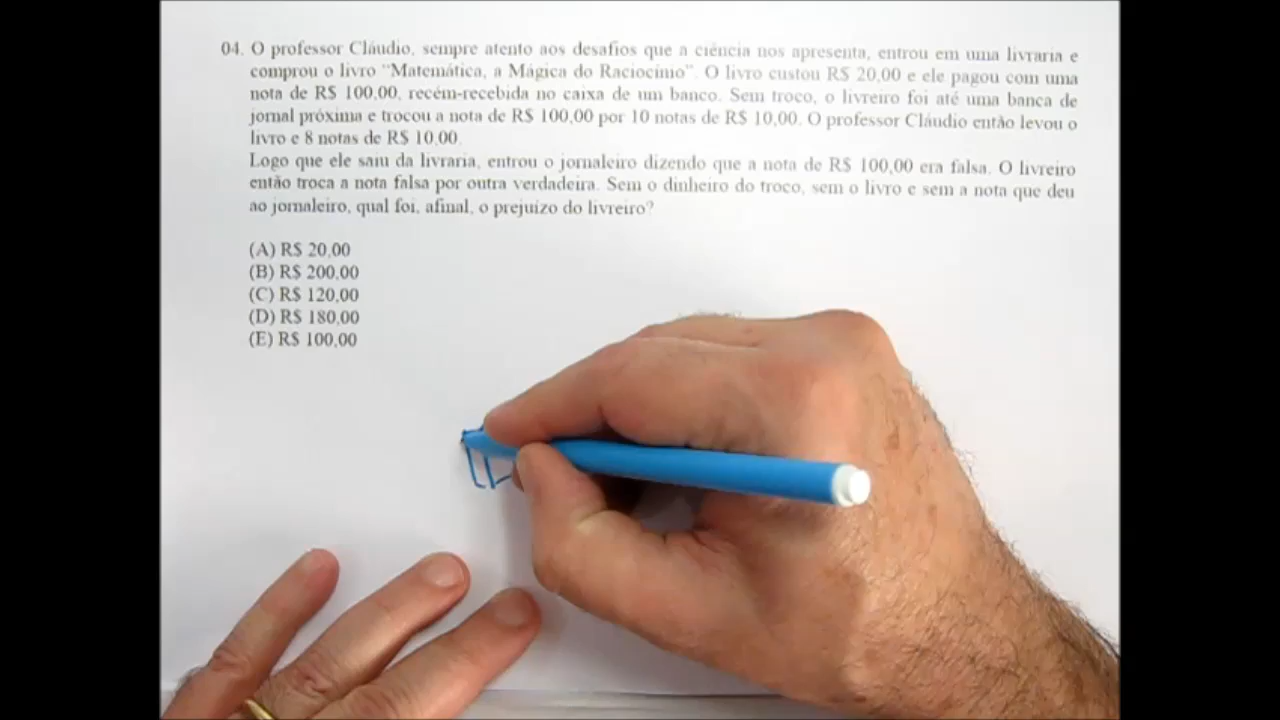 04. O professor Cláudio, sempre atento aos desafios que a ciência nos apresenta, entrou em uma livraria e
comprou o livro "Matemática, a Mágica do Raciocínio". O livro custou R$ 20,00 e ele pagou com uma
nota de R$ 100,00, recém-recebida no caixa de um banco. Sem troco, o livreiro foi até uma banca de
jornal próxima e trocou a nota de R$ 100,00 por 10 notas de R$ 10,00. O professor Cláudio então levou o
livro e 8 notas de R$ 10,00.
Logo que ele saiu da livraria, entrou o jornaleiro dizendo que a nota de R$ 100,00 era falsa. O livreiro
então troca a nota falsa por outra verdadeira. Sem o dinheiro do troco, sem o livro e sem a nota que deu
ao jornaleiro, qual foi, afinal, o prejuízo do livreiro?
(A) R$ 20,00
(B) R$ 200,00
(C) R$ 120,00
(D) R$ 180,00
(E) R$ 100,00